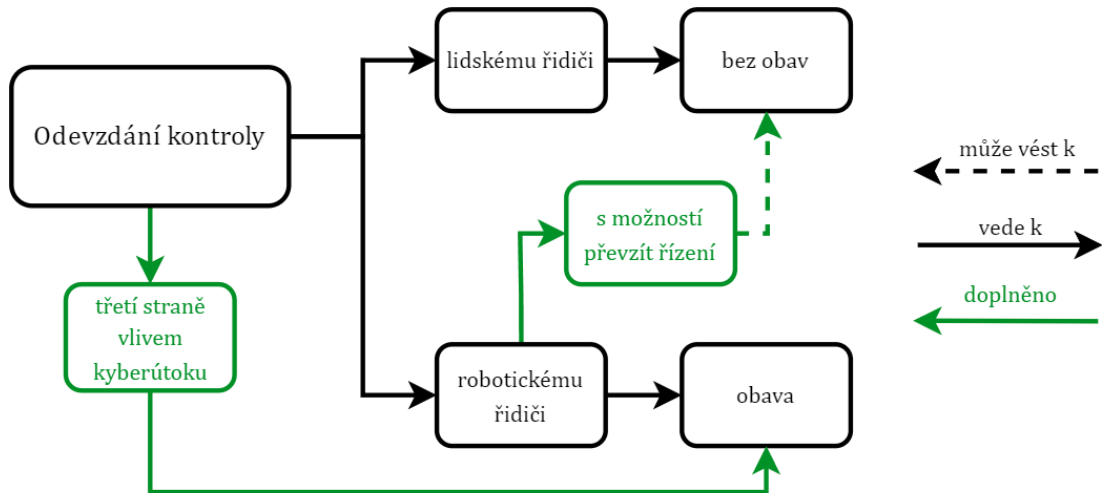 lidskému řidiči
bez obav
Odevzdání kontroly
může vést k
s možností
převzít řízení
vede k
třetí straně
vlivem
kyberútoku
doplněno
robotickému
řidiči
obava